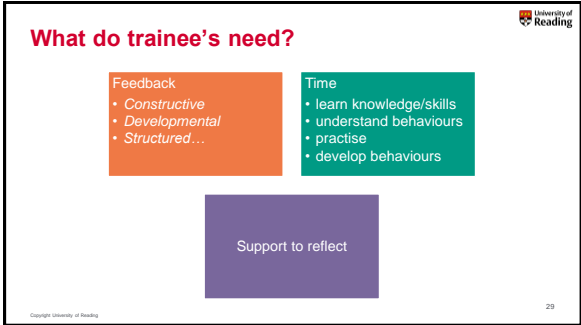 University of
Reading
What do trainee's need?
Feedback
• Constructive
• Developmental
• Structured…
Time
• learn knowledge/skills
• understand behaviours
• practise
• develop behaviours
Support to reflect
Copyright University of Reading
29